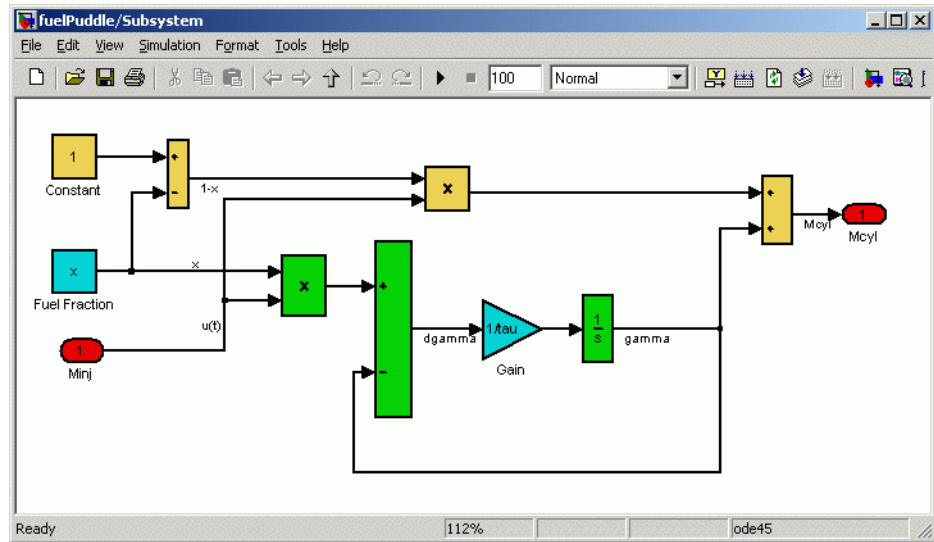 fuelPuddle/Subsystem
File Edit View Simulation Format Tools Help
100 Normal
1
Constant
+
-
1-x
x
+
+
Mcyl
1
Mcyl
x
Fuel Fraction
x
x
+
-
u(t)
1
Minj
dgamma
1/tau
Gain
1
s
gamma
Ready 112% ode45